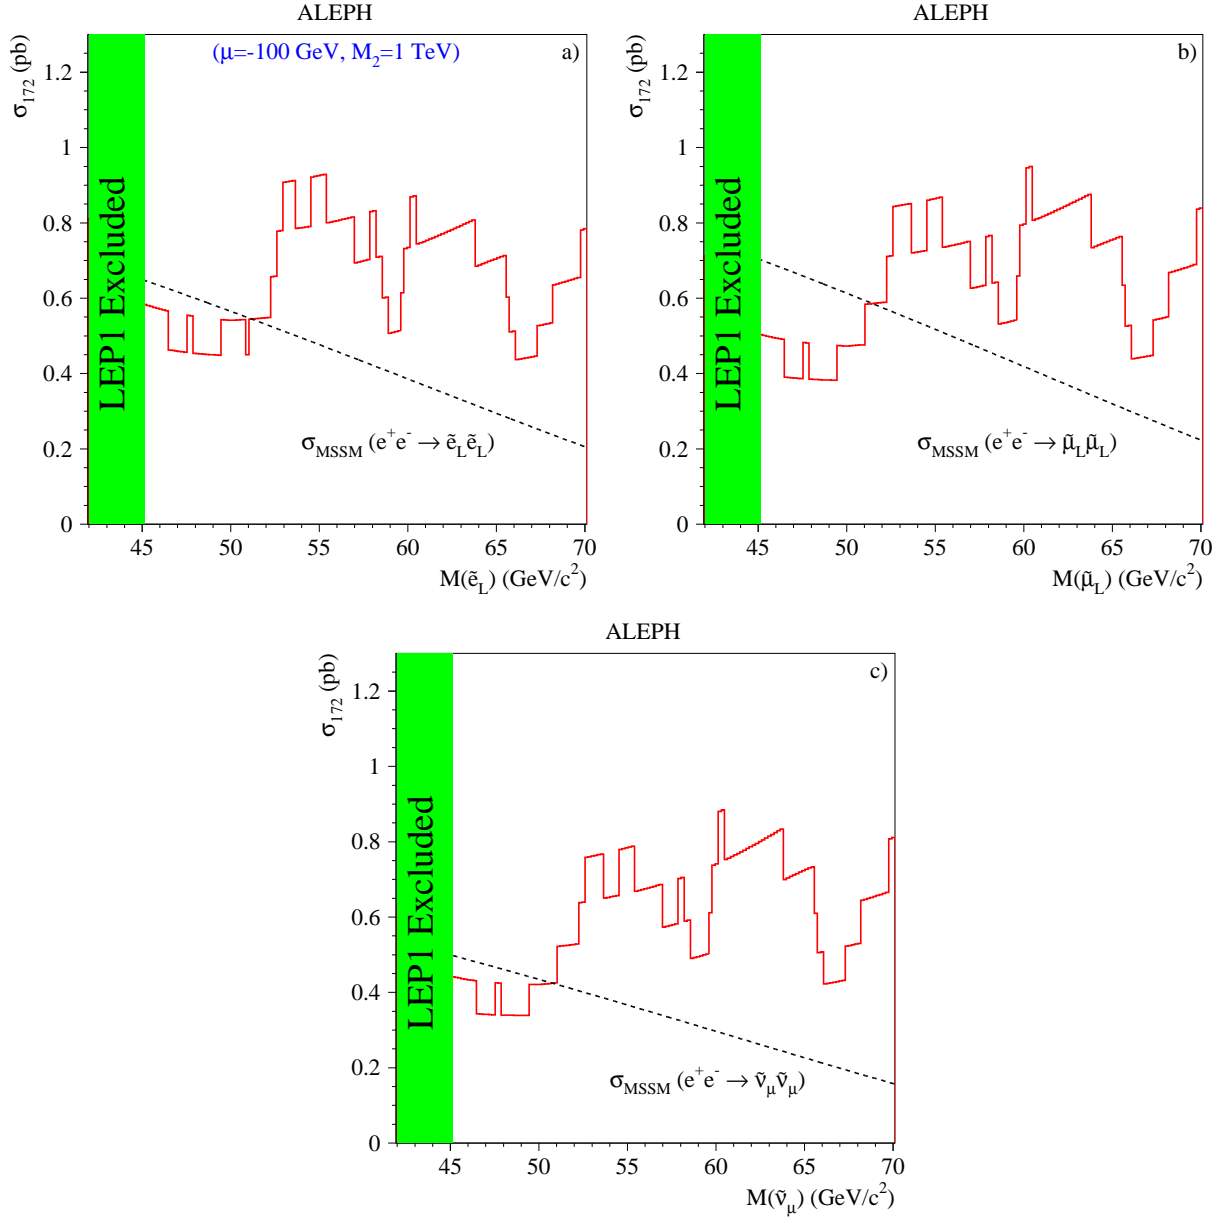 ALEPH
σ172 (pb)
(μ=-100 GeV, M2=1 TeV)
a)
LEP1 Excluded
1.2
1
0.8
0.6
0.4
0.2
0
σMSSM (e+e- → ẽLẽL)
45 50 55 60 65 70
M(ẽL) (GeV/c2)
ALEPH
σ172 (pb)
b)
LEP1 Excluded
1.2
1
0.8
0.6
0.4
0.2
0
σMSSM (e+e- → μ̃Lμ̃L)
45 50 55 60 65 70
M(μ̃L) (GeV/c2)
ALEPH
σ172 (pb)
c)
LEP1 Excluded
1.2
1
0.8
0.6
0.4
0.2
0
σMSSM (e+e- → ν̃μν̃μ)
45 50 55 60 65 70
M(ν̃μ) (GeV/c2)